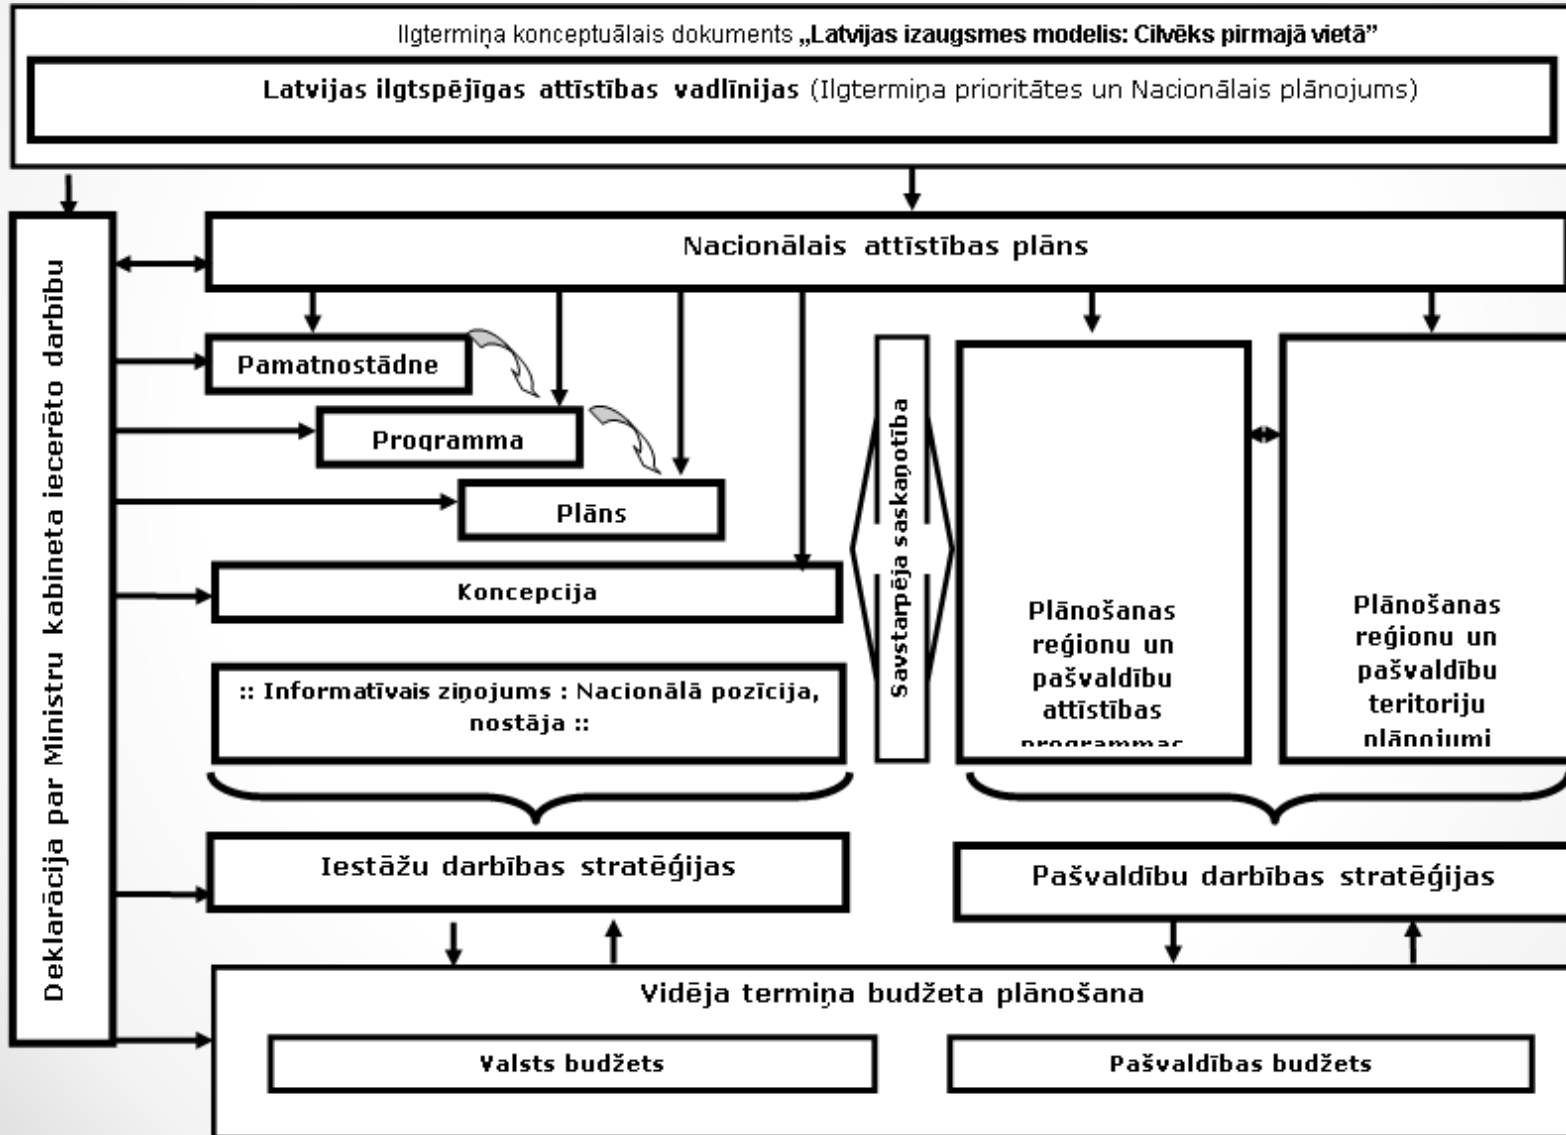 Ilgtermiņa konceptuālais dokuments „Latvijas izaugsmes modelis: Cilvēks pirmajā vietā”
Latvijas ilgtspējīgas attīstības vadlīnijas (Ilgtermiņa prioritātes un Nacionālais plānojums)
Deklarācija par Ministru kabineta iecerēto darbību
Nacionālais attīstības plāns
Pamatnostādne
Programma
Plāns
Koncepcija
:: Informatīvais ziņojums : Nacionālā pozīcija,
nostāja ::
Savstarpēja saskaņotība
Plānošanas
reģionu un
pašvaldību
attīstības
programmas
Plānošanas
reģionu un
pašvaldību
teritoriju
plānojumi
Iestāžu darbības stratēģijas
Pašvaldību darbības stratēģijas
Vidēja termiņa budžeta plānošana
Valsts budžets
Pašvaldības budžets